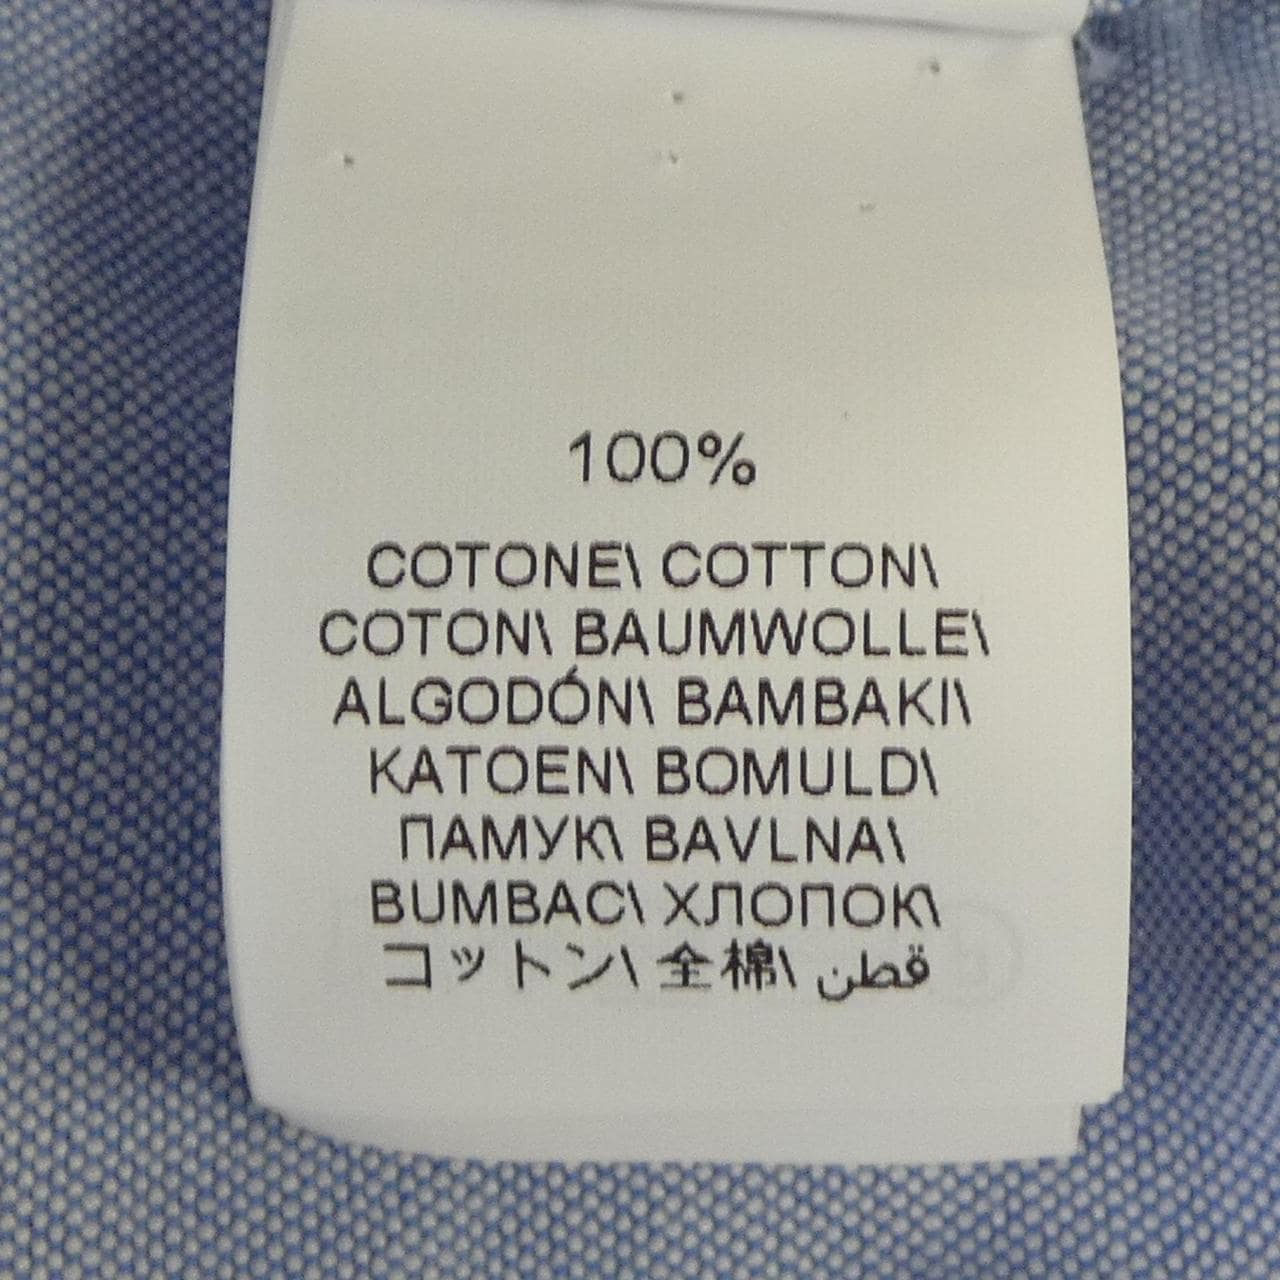 100%
COTONE\ COTTON\
COTON\ BAUMWOLLE\
ALGODÓN\ BAMBAKI\
KATOEN\ BOMULD\
ПАМУК\ BAVLNA\
BUMBAC\ ХЛОПОК\
コットン\ 全棉\ قطن